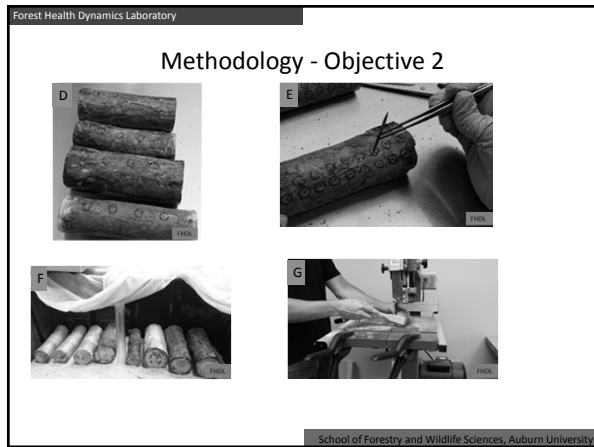 Forest Health Dynamics Laboratory
Methodology - Objective 2
D
E
FHDL
FHDL
F
G
FHDL
FHDL
School of Forestry and Wildlife Sciences, Auburn University